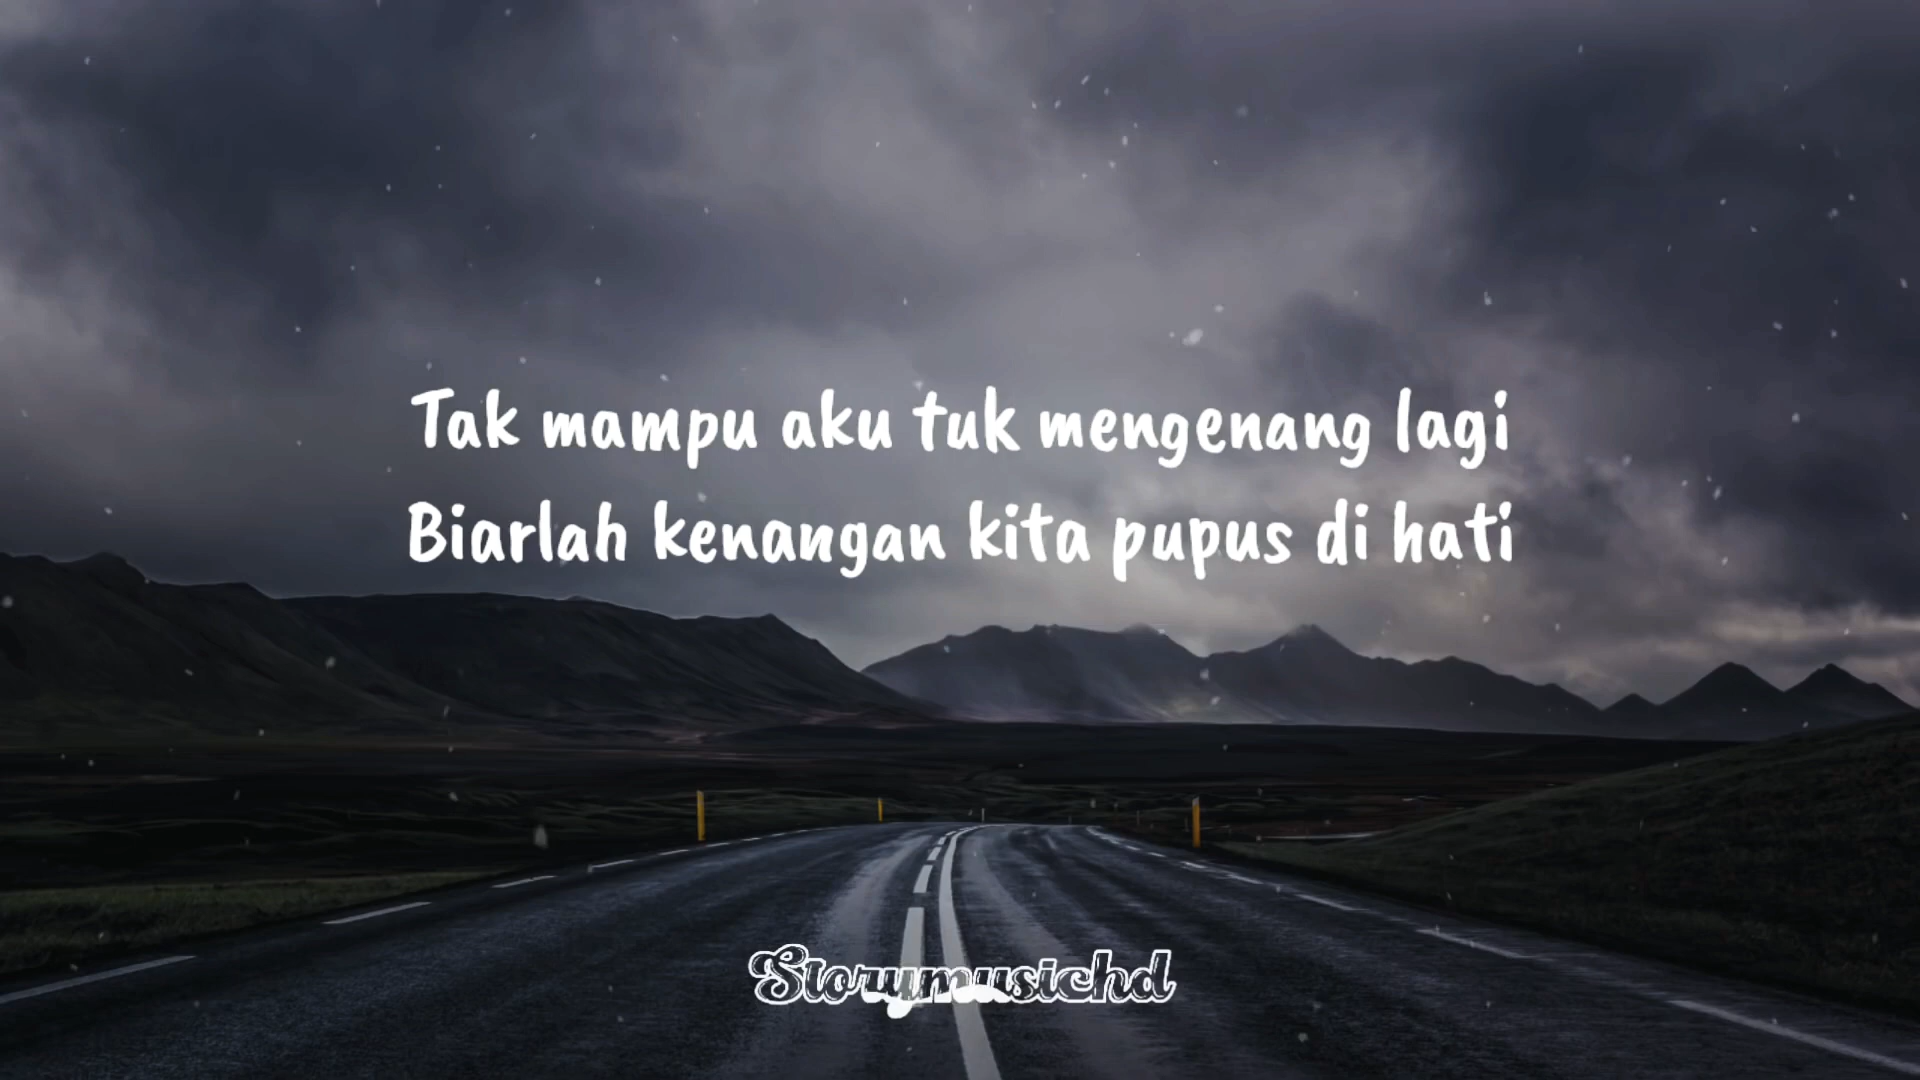 Tak mampu aku tuk mengenang lagi
Biarlah kenangan kita pupus di hati
Storymusichd